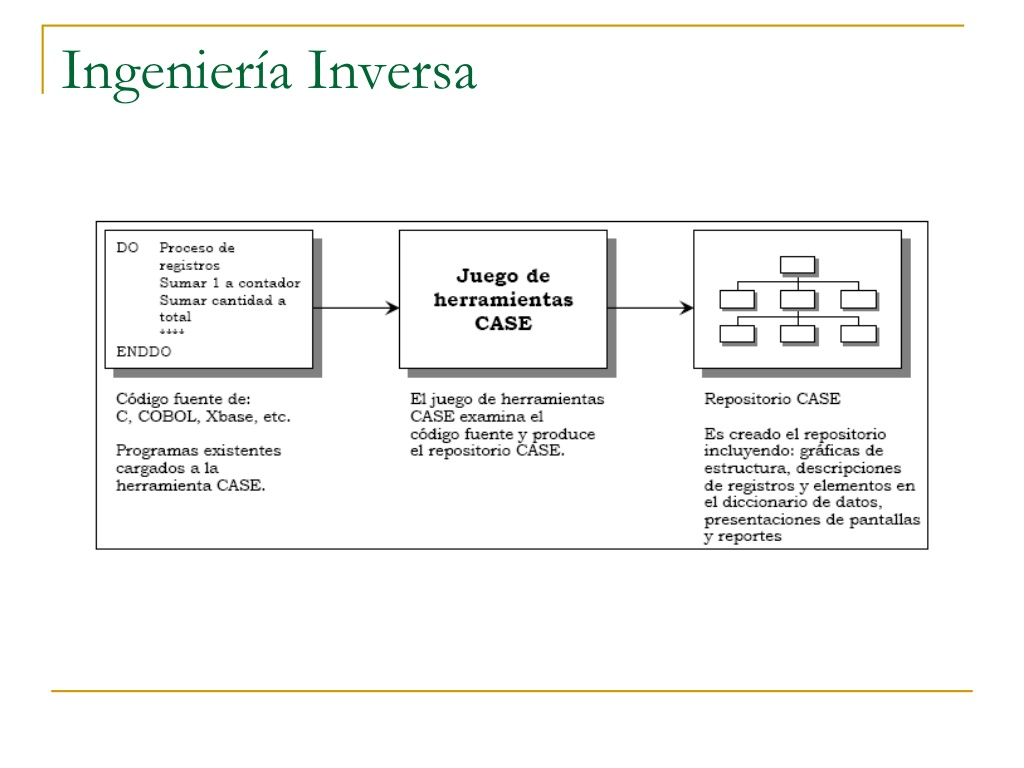 Ingeniería Inversa
DO Proceso de
registros
Sumar 1 a contador
Sumar cantidad a
total
****
ENDDO
Juego de
herramientas
CASE
Código fuente de:
C, COBOL, Xbase, etc.
Programas existentes
cargados a la
herramienta CASE.
El juego de herramientas
CASE examina el
código fuente y produce
el repositorio CASE.
Repositorio CASE
Es creado el repositorio
incluyendo: gráficas de
estructura, descripciones
de registros y elementos en
el diccionario de datos,
presentaciones de pantallas
y reportes